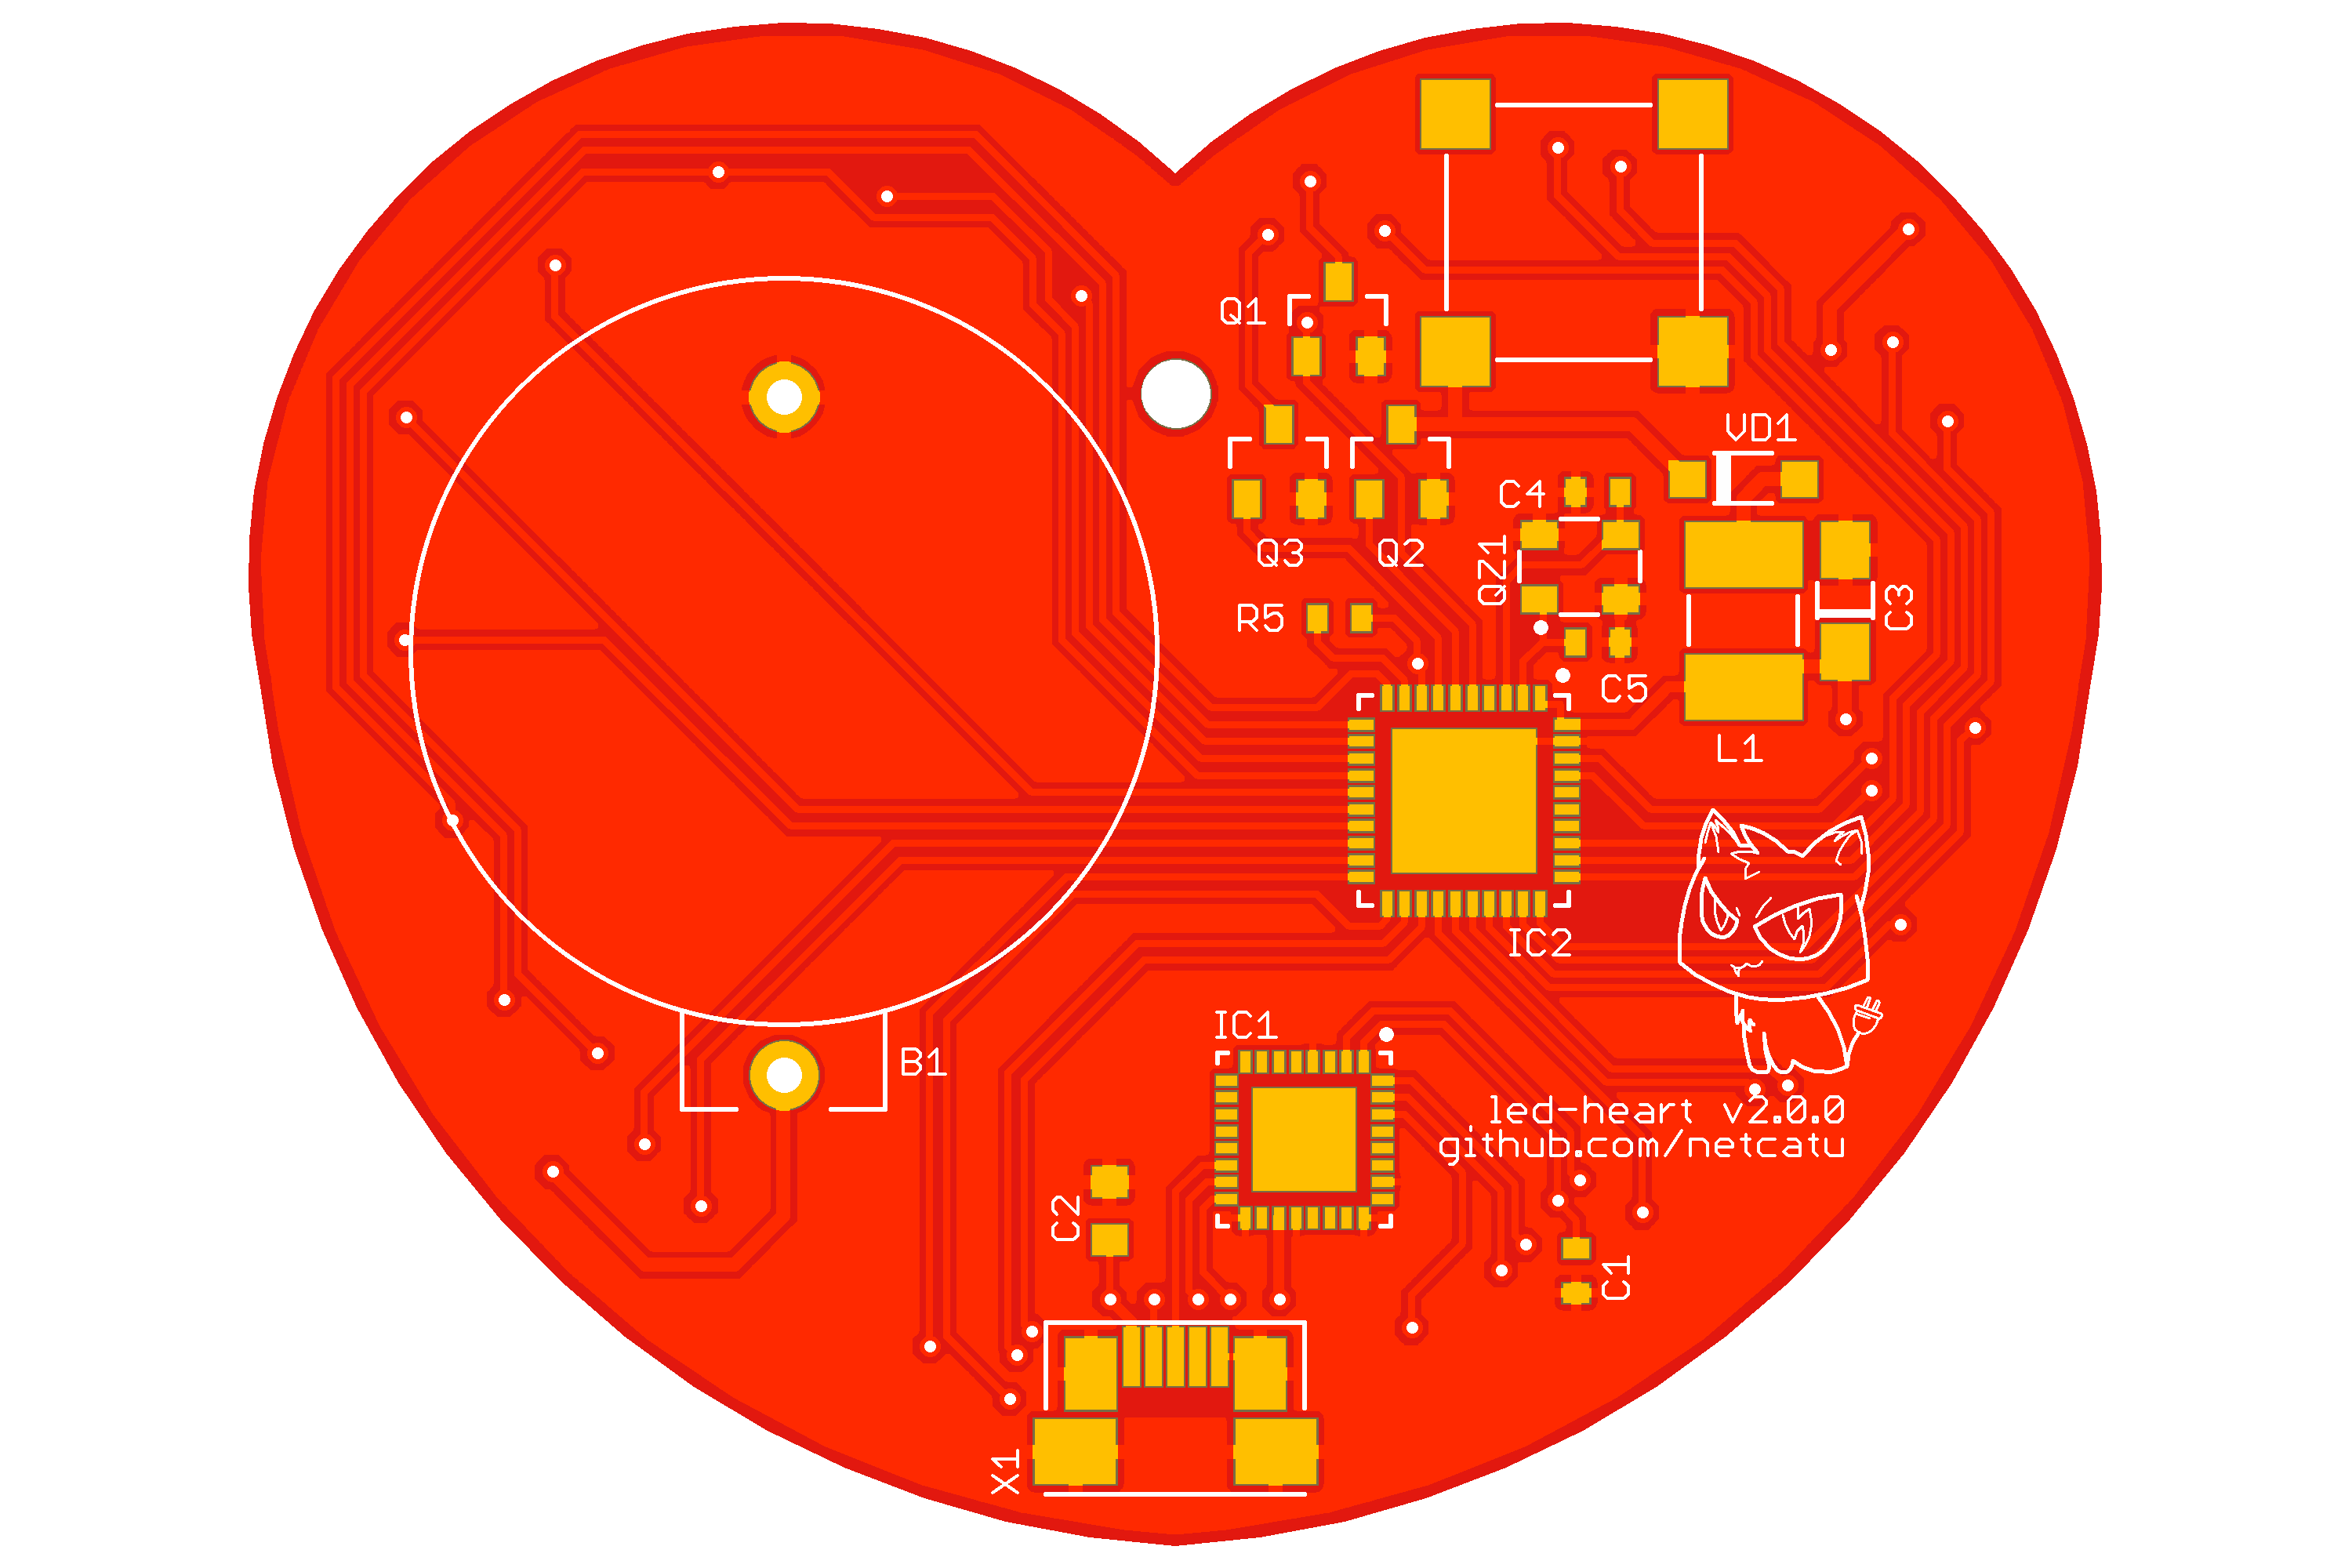 Q1
VD1
C4
Q3
Q2
QZ1
R5
C3
C5
L1
IC2
IC1
B1
led-heart v2.0.0
github.com/netcatu
C2
C1
X1